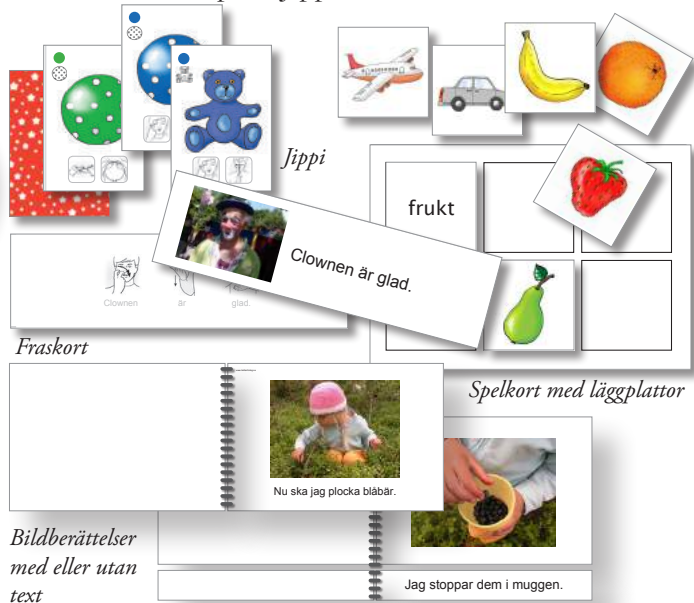 Jippi
frukt
Clownen är glad.
Clownen är glad.
Fraskort
Spelkort med läggplattor
Nu ska jag plocka blåbär.
Bildberättelser
med eller utan
text
Jag stoppar dem i muggen.